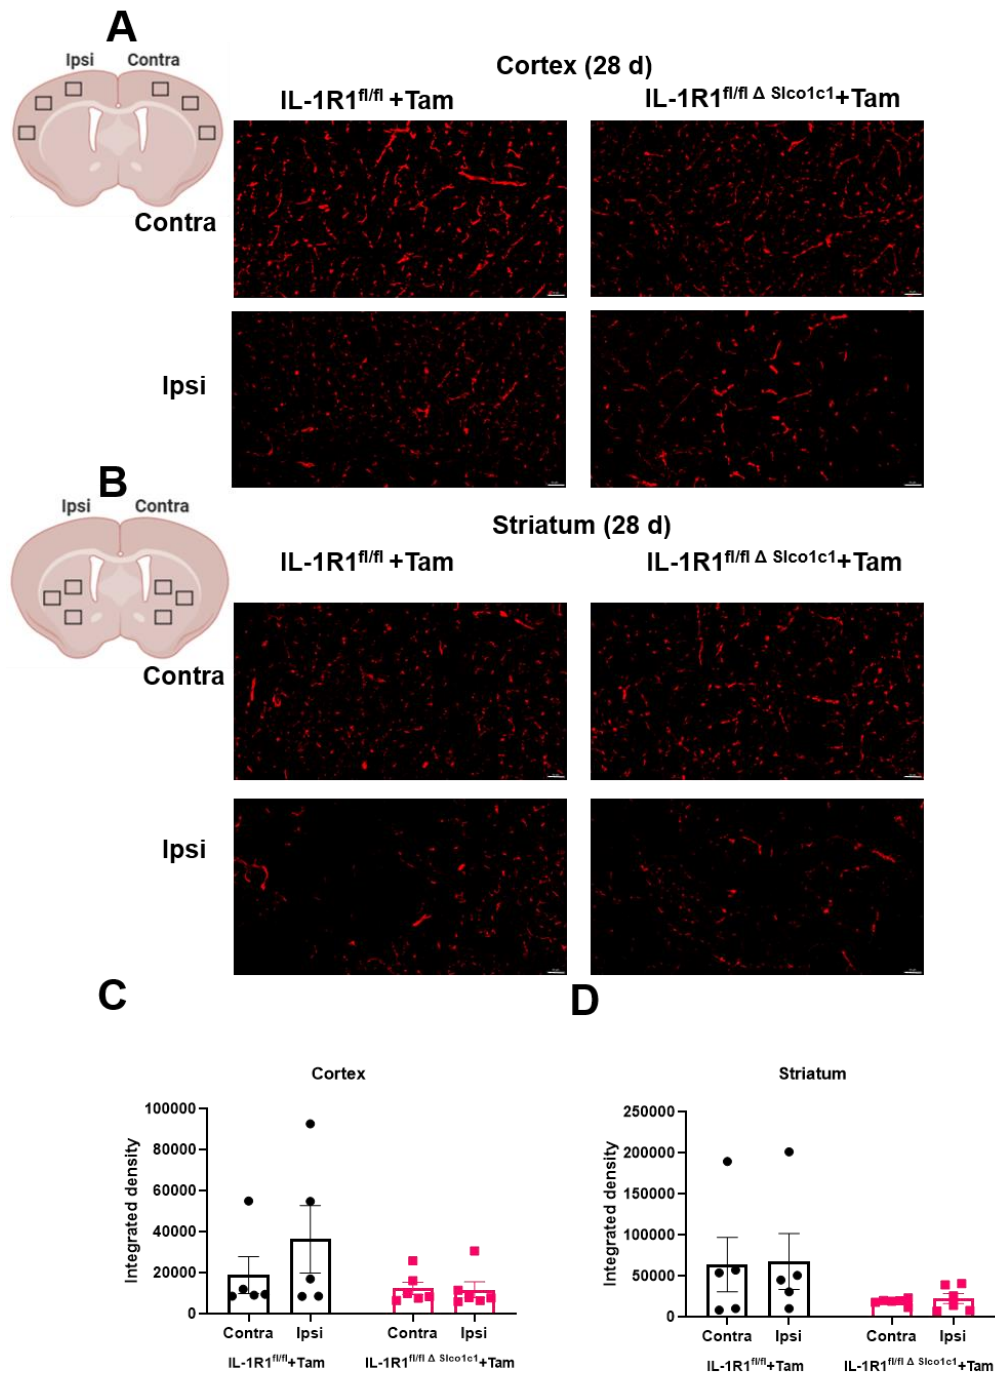 A
Ipsi Contra
Cortex (28 d)
IL-1R1fl/fl +Tam
IL-1R1fl/fl Δ Slco1c1+Tam
Contra
Ipsi
B
Ipsi Contra
Striatum (28 d)
IL-1R1fl/fl +Tam
IL-1R1fl/fl Δ Slco1c1+Tam
Contra
Ipsi
C
D
Cortex
Integrated density
100000
80000
60000
40000
20000
0
Contra Ipsi Contra Ipsi
IL-1R1fl/fl+Tam IL-1R1fl/fl Δ Slco1c1+Tam
Striatum
Integrated density
250000
200000
150000
100000
50000
0
Contra Ipsi Contra Ipsi
IL-1R1fl/fl+Tam IL-1R1fl/fl Δ Slco1c1+Tam